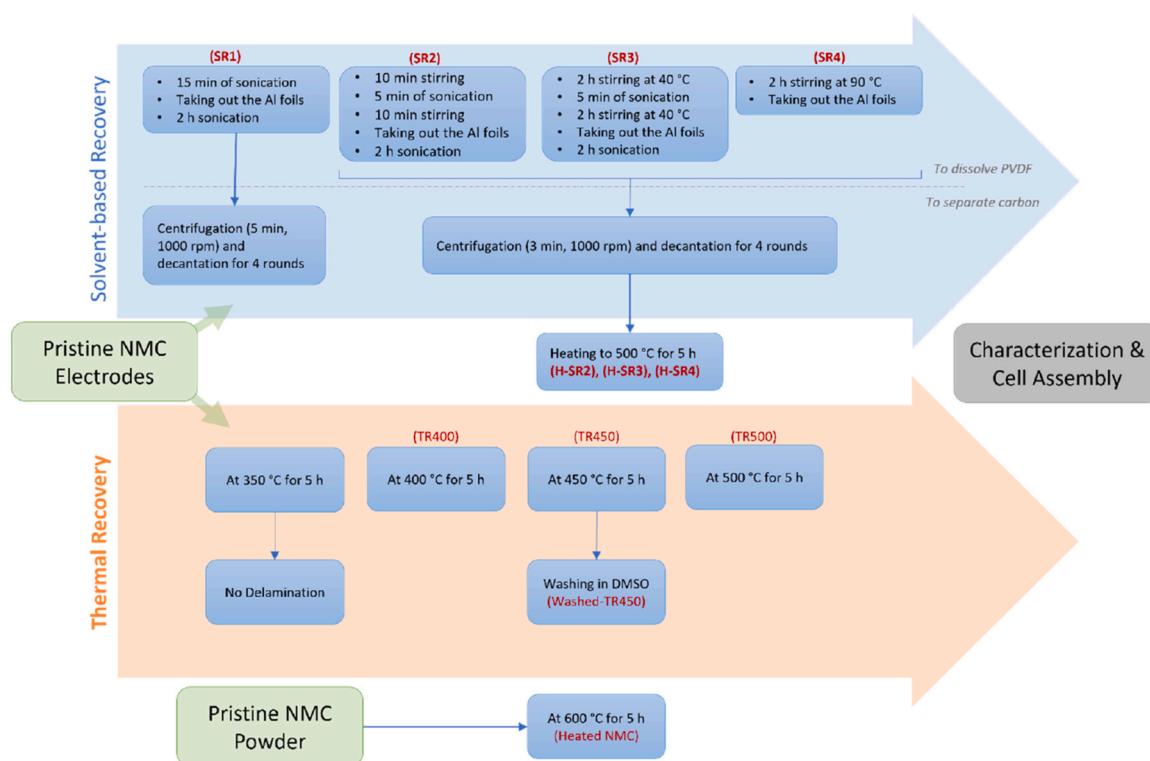 (SR1)
• 15 min of sonication
• Taking out the Al foils
• 2 h sonication
(SR2)
• 10 min stirring
• 5 min of sonication
• 10 min stirring
• Taking out the Al foils
• 2 h sonication
(SR3)
• 2 h stirring at 40 °C
• 5 min of sonication
• 2 h stirring at 40 °C
• Taking out the Al foils
• 2 h sonication
(SR4)
• 2 h stirring at 90 °C
• Taking out the Al foils
To dissolve PVDF
To separate carbon
Solvent-based Recovery
Centrifugation (5 min,
1000 rpm) and
decantation for 4 rounds
Centrifugation (3 min, 1000 rpm) and decantation for 4 rounds
Heating to 500 °C for 5 h
(H-SR2), (H-SR3), (H-SR4)
Pristine NMC
Electrodes
Characterization &
Cell Assembly
Thermal Recovery
At 350 °C for 5 h
(TR400)
At 400 °C for 5 h
(TR450)
At 450 °C for 5 h
(TR500)
At 500 °C for 5 h
No Delamination
Washing in DMSO
(Washed-TR450)
Pristine NMC
Powder
At 600 °C for 5 h
(Heated NMC)